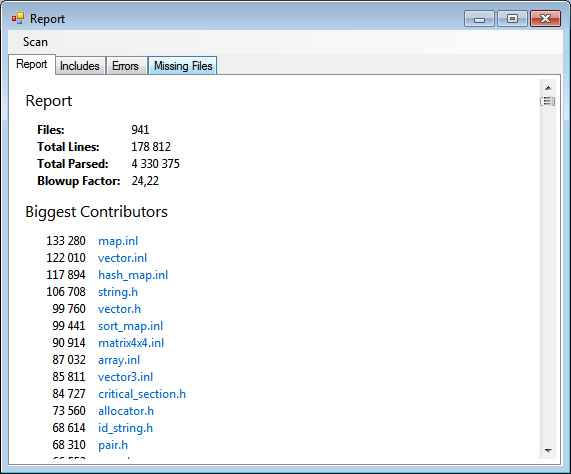 Report
Scan
Report Includes Errors Missing Files
Report
Files: 941
Total Lines: 178 812
Total Parsed: 4 330 375
Blowup Factor: 24,22
Biggest Contributors
133 280 map.inl
122 010 vector.inl
117 894 hash_map.inl
106 708 string.h
99 760 vector.h
99 441 sort_map.inl
90 914 matrix4x4.inl
87 032 array.inl
85 811 vector3.inl
84 727 critical_section.h
73 560 allocator.h
68 614 id_string.h
68 310 pair.h